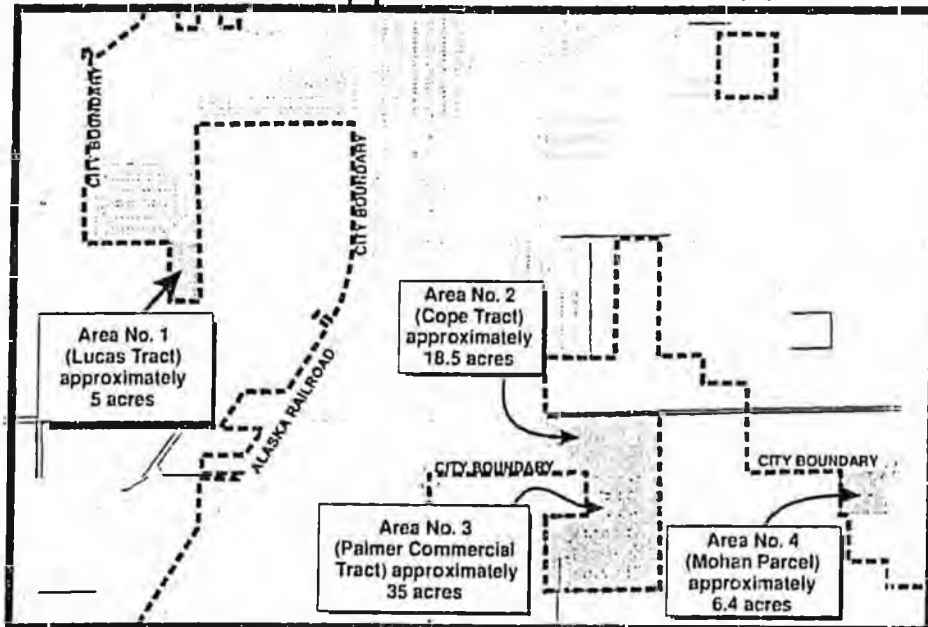 CITY BOUNDARY
CITY BOUNDARY
Area No. 1
(Lucas Tract)
approximately
5 acres
ALASKA RAILROAD
Area No. 2
(Cope Tract)
approximately
18.5 acres
CITY BOUNDARY
CITY BOUNDARY
Area No. 3
(Palmer Commercial
Tract) approximately
35 acres
Area No. 4
(Mohan Parcel)
approximately
6.4 acres